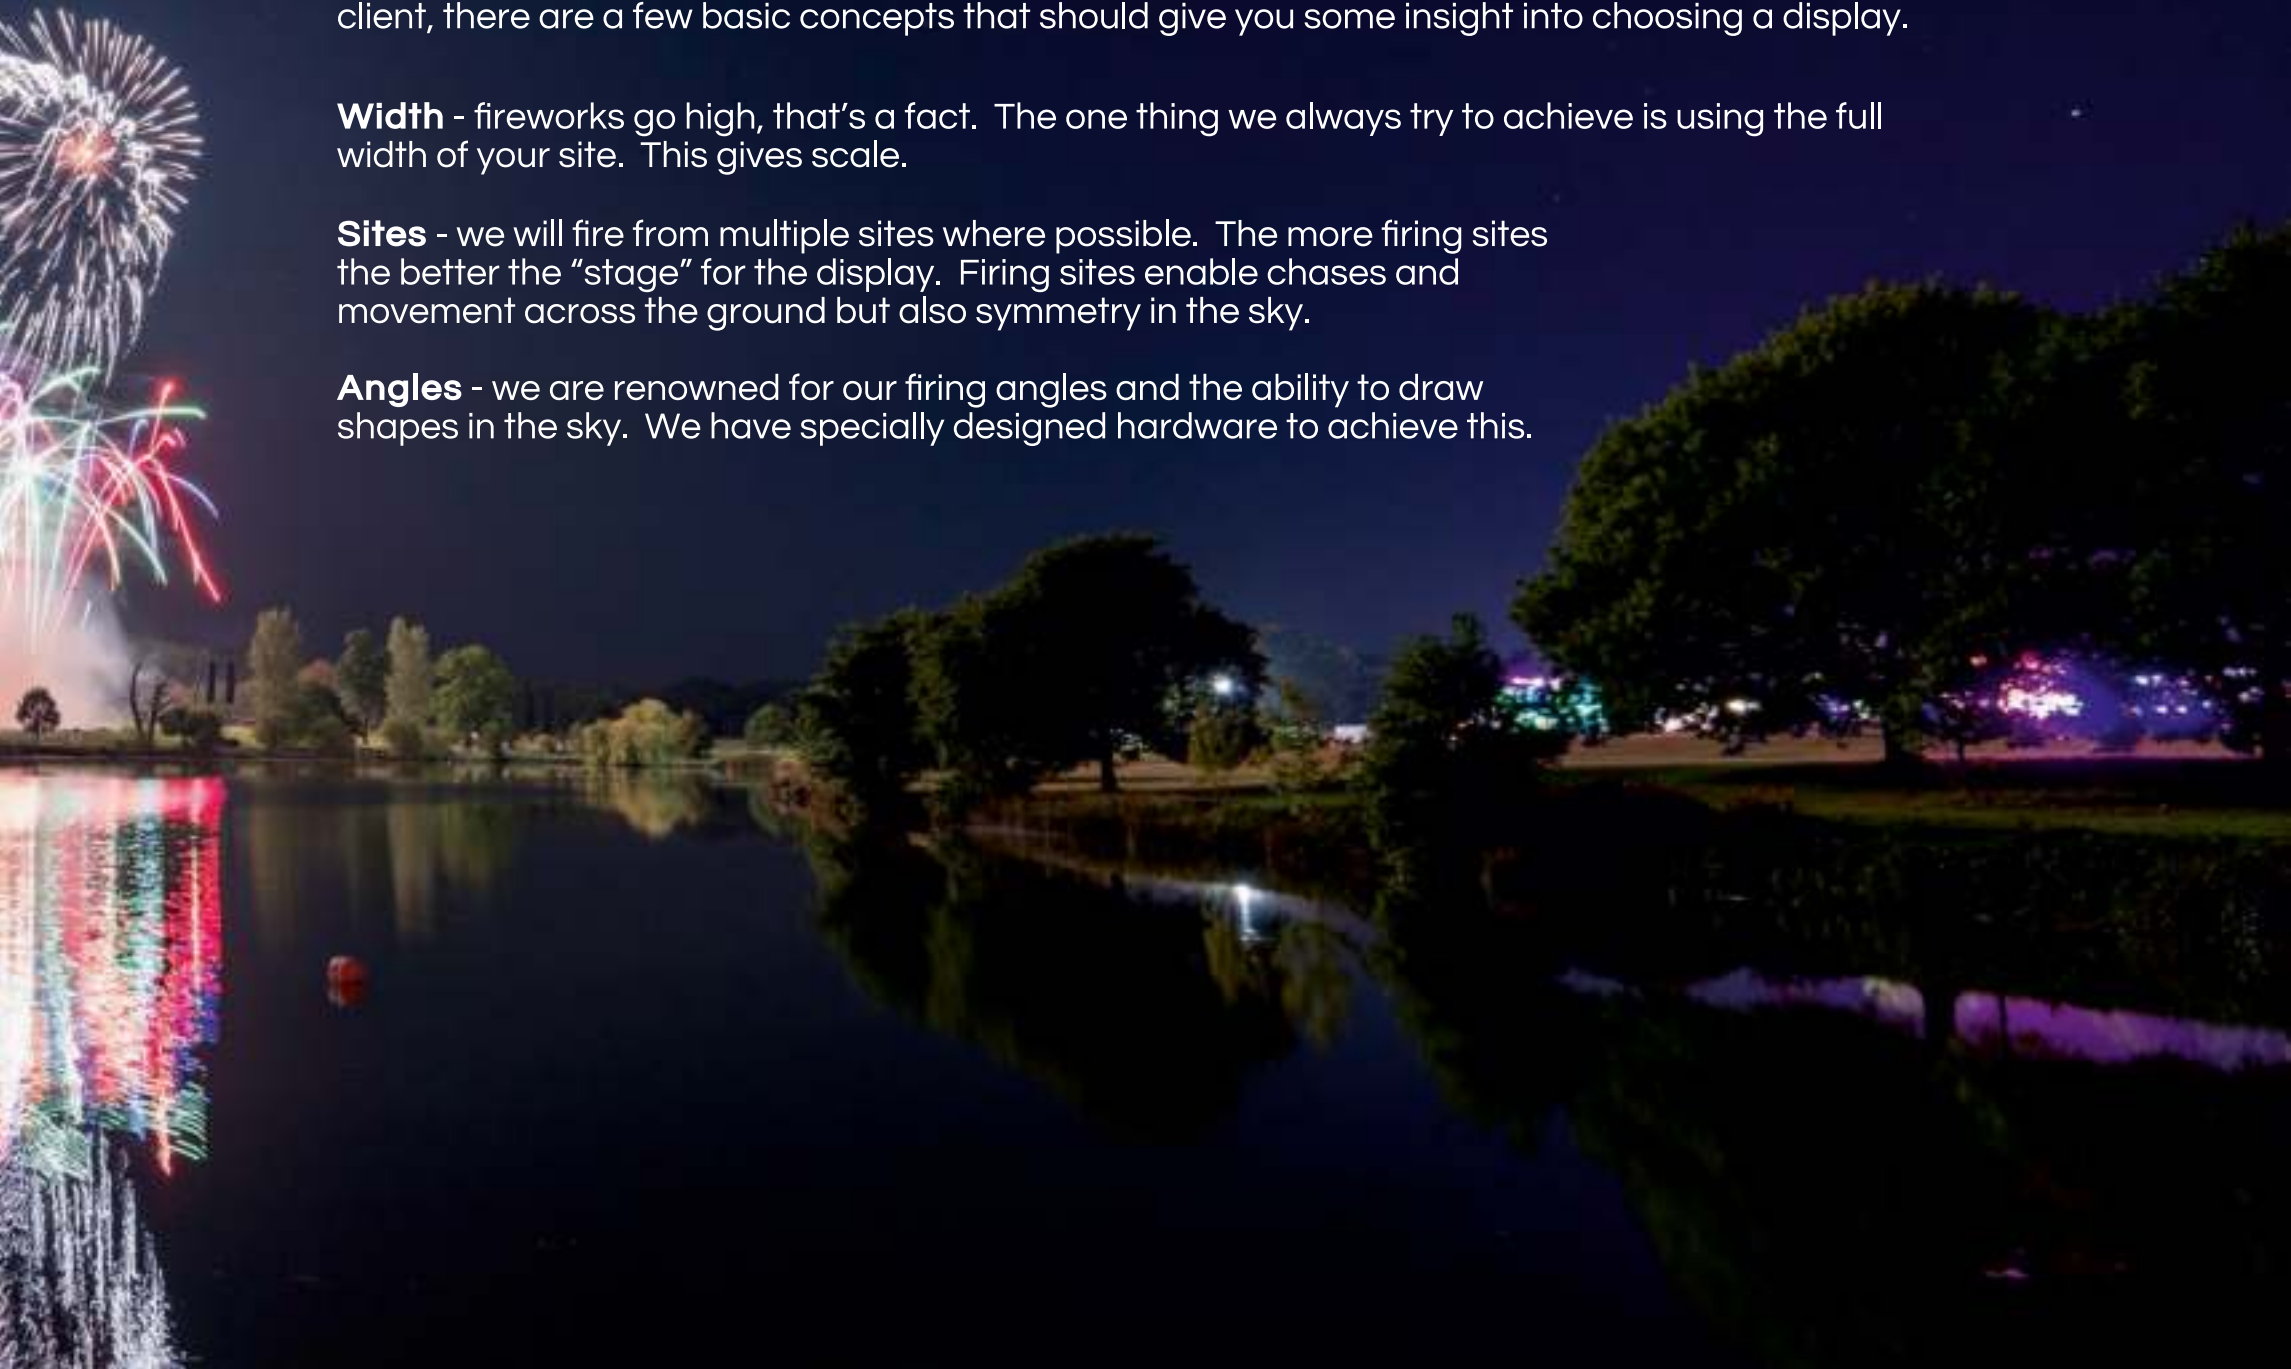 client, there are a few basic concepts that should give you some insight into choosing a display.
Width - fireworks go high, that's a fact.  The one thing we always try to achieve is using the full
width of your site.  This gives scale.
Sites - we will fire from multiple sites where possible.  The more firing sites
the better the “stage” for the display.  Firing sites enable chases and
movement across the ground but also symmetry in the sky.
Angles - we are renowned for our firing angles and the ability to draw
shapes in the sky.  We have specially designed hardware to achieve this.